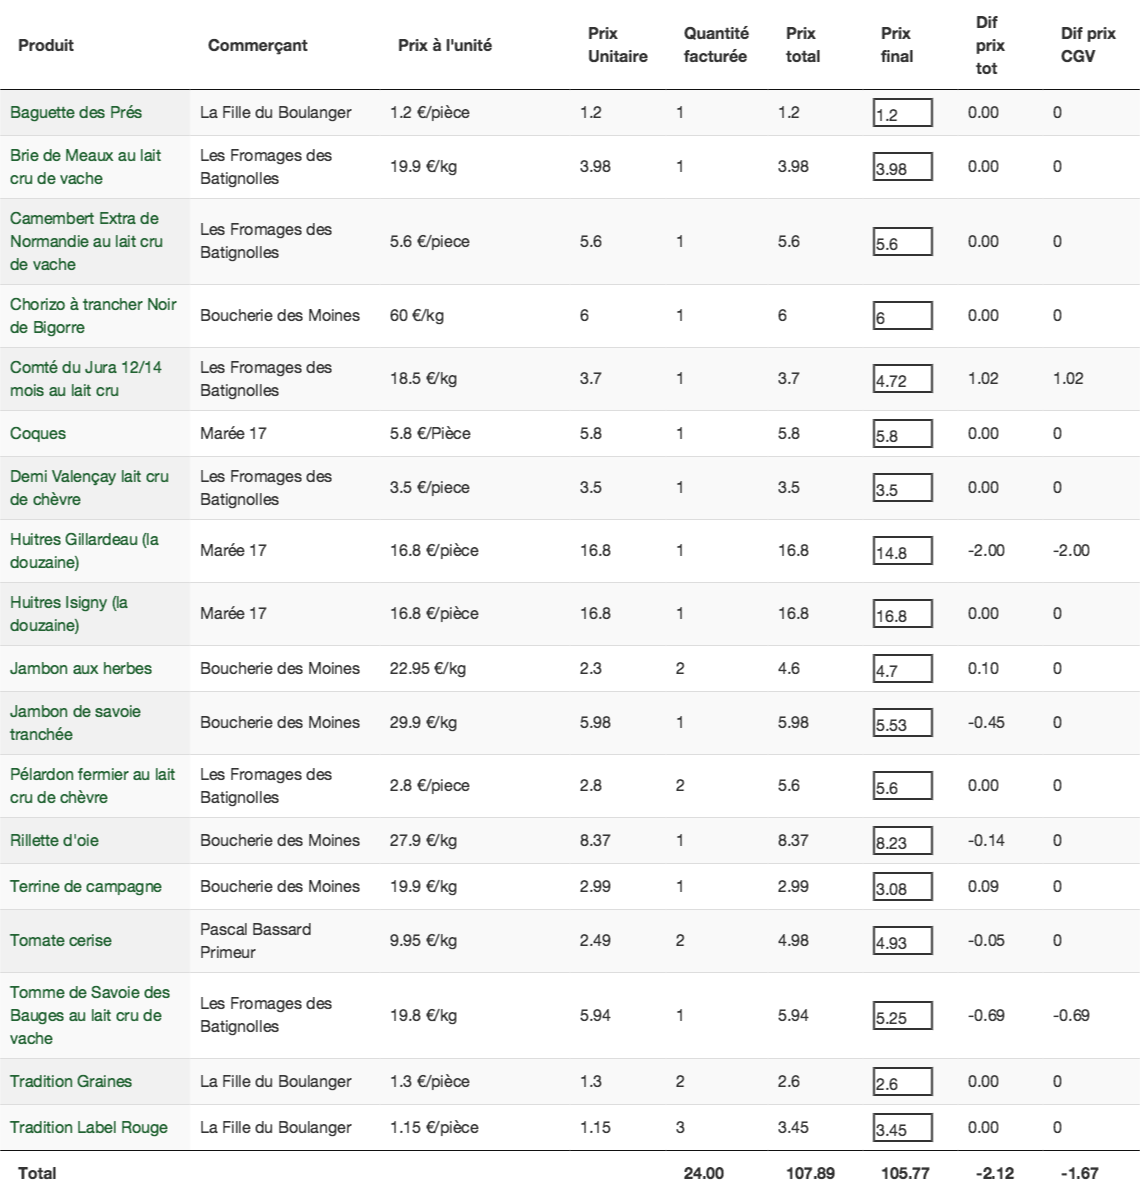 Produit Commerçant Prix à l'unité Prix Unitaire Quantité facturée Prix total Prix final Dif prix tot Dif prix CGV
Baguette des Prés La Fille du Boulanger 1.2 €/pièce 1.2 1 1.2 1.2 0.00 0
Brie de Meaux au lait cru de vache Les Fromages des Batignolles 19.9 €/kg 3.98 1 3.98 3.98 0.00 0
Camembert Extra de Normandie au lait cru de vache Les Fromages des Batignolles 5.6 €/piece 5.6 1 5.6 5.6 0.00 0
Chorizo à trancher Noir de Bigorre Boucherie des Moines 60 €/kg 6 1 6 6 0.00 0
Comté du Jura 12/14 mois au lait cru Les Fromages des Batignolles 18.5 €/kg 3.7 1 3.7 4.72 1.02 1.02
Coques Marée 17 5.8 €/Pièce 5.8 1 5.8 5.8 0.00 0
Demi Valençay lait cru de chèvre Les Fromages des Batignolles 3.5 €/piece 3.5 1 3.5 3.5 0.00 0
Huitres Gillardeau (la douzaine) Marée 17 16.8 €/pièce 16.8 1 16.8 14.8 -2.00 -2.00
Huitres Isigny (la douzaine) Marée 17 16.8 €/pièce 16.8 1 16.8 16.8 0.00 0
Jambon aux herbes Boucherie des Moines 22.95 €/kg 2.3 2 4.6 4.7 0.10 0
Jambon de savoie tranchée Boucherie des Moines 29.9 €/kg 5.98 1 5.98 5.53 -0.45 0
Pélardon fermier au lait cru de chèvre Les Fromages des Batignolles 2.8 €/piece 2.8 2 5.6 5.6 0.00 0
Rillette d'oie Boucherie des Moines 27.9 €/kg 8.37 1 8.37 8.23 -0.14 0
Terrine de campagne Boucherie des Moines 19.9 €/kg 2.99 1 2.99 3.08 0.09 0
Tomate cerise Pascal Bassard Primeur 9.95 €/kg 2.49 2 4.98 4.93 -0.05 0
Tomme de Savoie des Bauges au lait cru de vache Les Fromages des Batignolles 19.8 €/kg 5.94 1 5.94 5.25 -0.69 -0.69
Tradition Graines La Fille du Boulanger 1.3 €/pièce 1.3 2 2.6 2.6 0.00 0
Tradition Label Rouge La Fille du Boulanger 1.15 €/pièce 1.15 3 3.45 3.45 0.00 0
Total 24.00 107.89 105.77 -2.12 -1.67